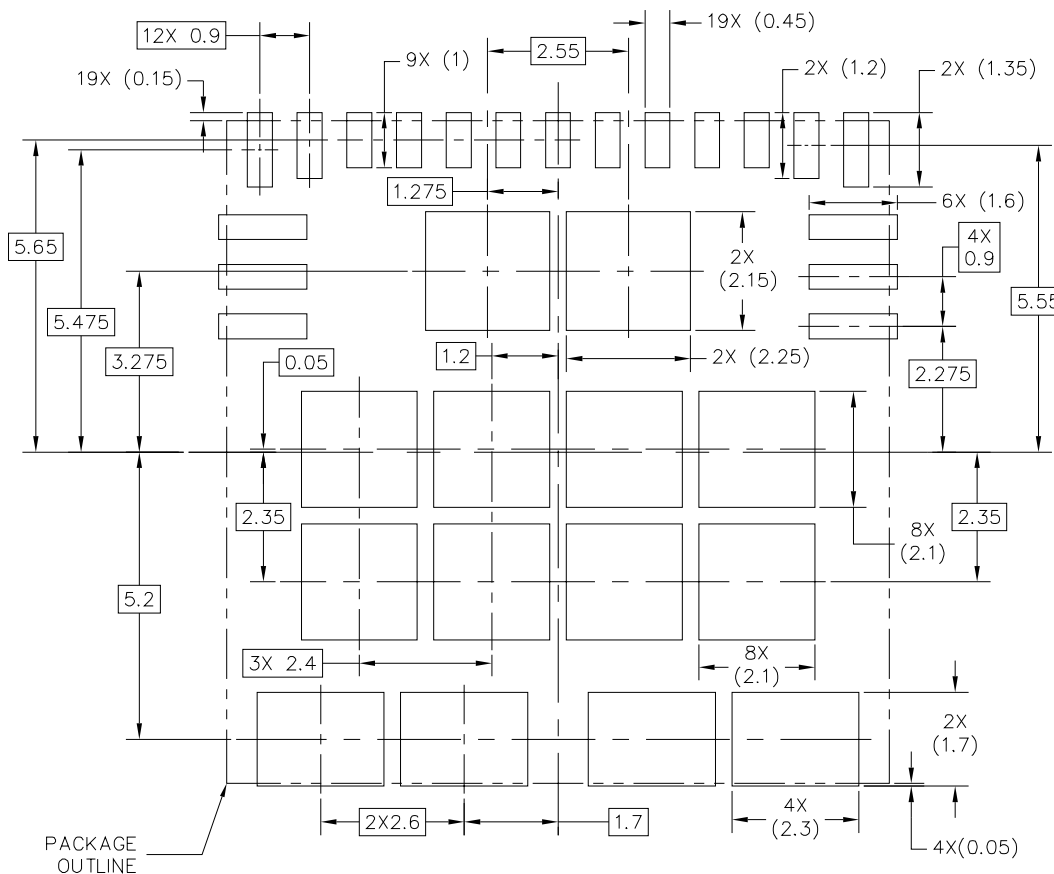 12X 0.9
19X (0.15)
9X (1)
2.55
19X (0.45)
2X (1.2)
2X (1.35)
1.275
6X (1.6)
5.65
4X
0.9
2X
(2.15)
5.55
5.475
3.275
0.05
1.2
2X (2.25)
2.275
2.35
2.35
8X
(2.1)
5.2
3X 2.4
8X
(2.1)
2X
(1.7)
2X2.6
1.7
4X
(2.3)
4X(0.05)
PACKAGE
OUTLINE